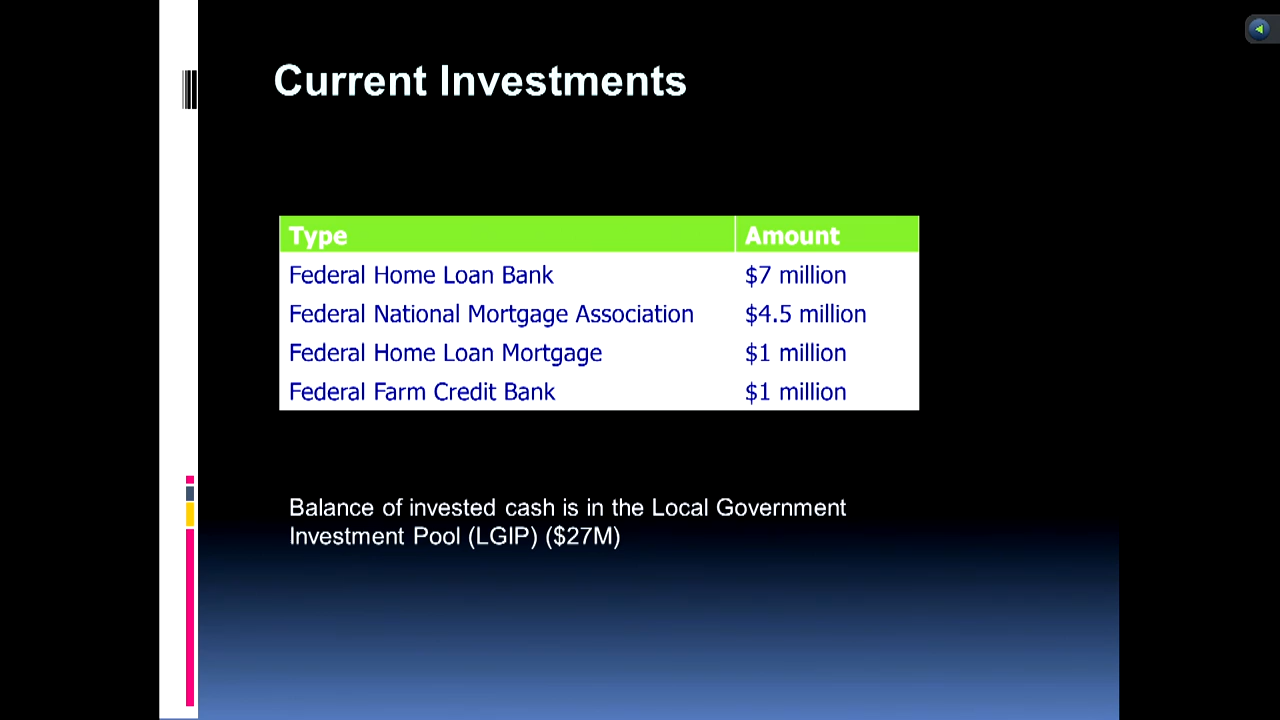 Current Investments
Type Amount
Federal Home Loan Bank $7 million
Federal National Mortgage Association $4.5 million
Federal Home Loan Mortgage $1 million
Federal Farm Credit Bank $1 million
Balance of invested cash is in the Local Government
Investment Pool (LGIP) ($27M)